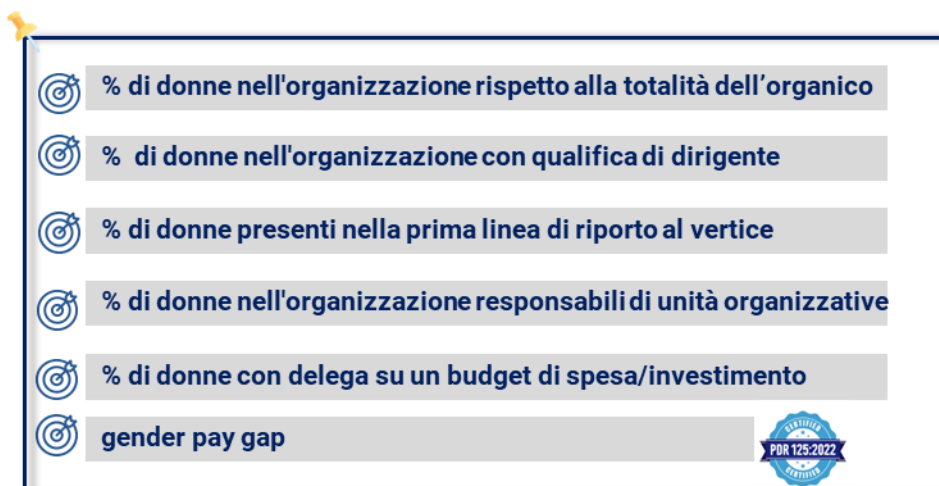 % di donne nell'organizzazione rispetto alla totalità dell’organico
% di donne nell'organizzazione con qualifica di dirigente
% di donne presenti nella prima linea di riporto al vertice
% di donne nell'organizzazione responsabili di unità organizzative
% di donne con delega su un budget di spesa/investimento
gender pay gap
CERTIFIED
PDR 125:2022
CERTIFIED